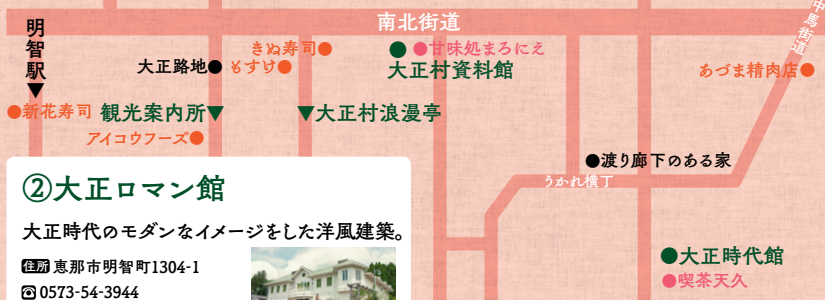 南北街道
中馬街道
明智駅▼
きぬ寿司●
●甘味処まろにえ
大正路地●
もすけ●
●大正村資料館
あづま精肉店●
●新花寿司
観光案内所▼
▼大正村浪漫亭
アイコウフーズ●
●渡り廊下のある家
うかれ横丁
②大正ロマン館
大正時代のモダンなイメージをした洋風建築。
住所 恵那市明智町1304-1
☎0573-54-3944
●大正時代館
●喫茶天久